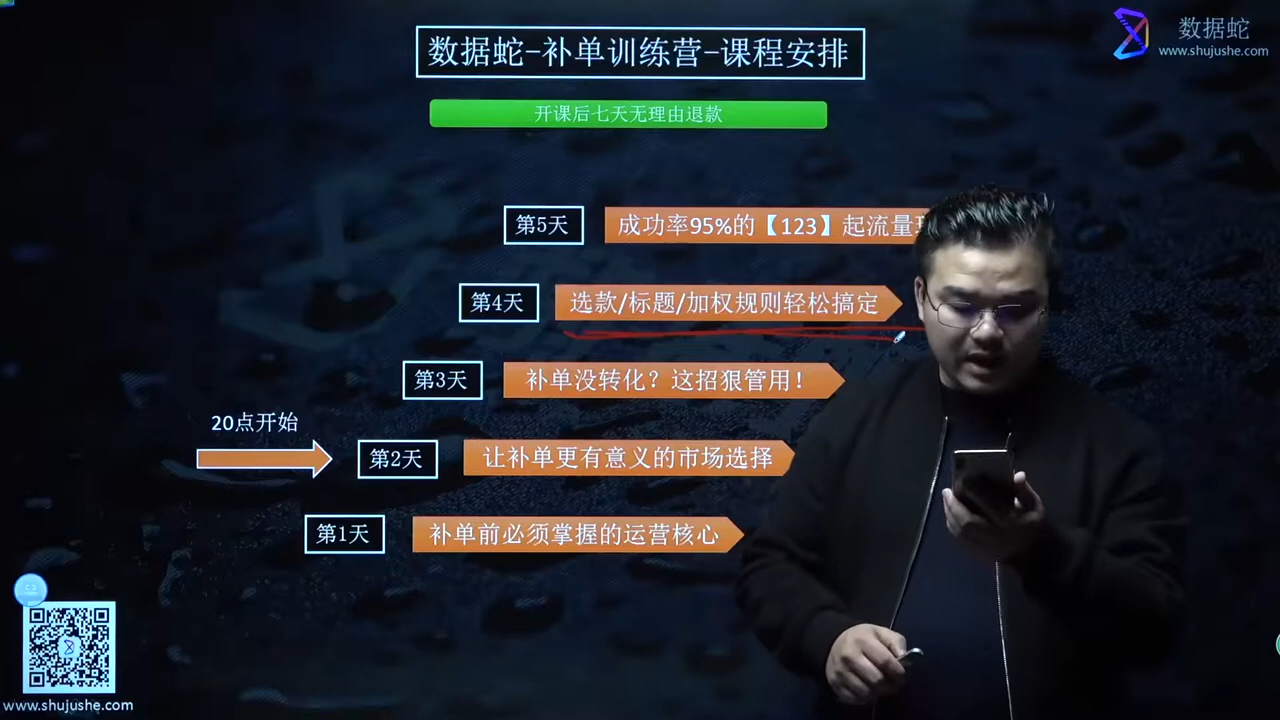 数据蛇-补单训练营-课程安排
数据蛇
www.shujushe.com
开课后七天无理由退款
第5天
成功率95%的【123】起流量
第4天
选款/标题/加权规则轻松搞定
第3天
补单没转化？这招狠管用！
20点开始
第2天
让补单更有意义的市场选择
第1天
补单前必须掌握的运营核心
www.shujushe.com